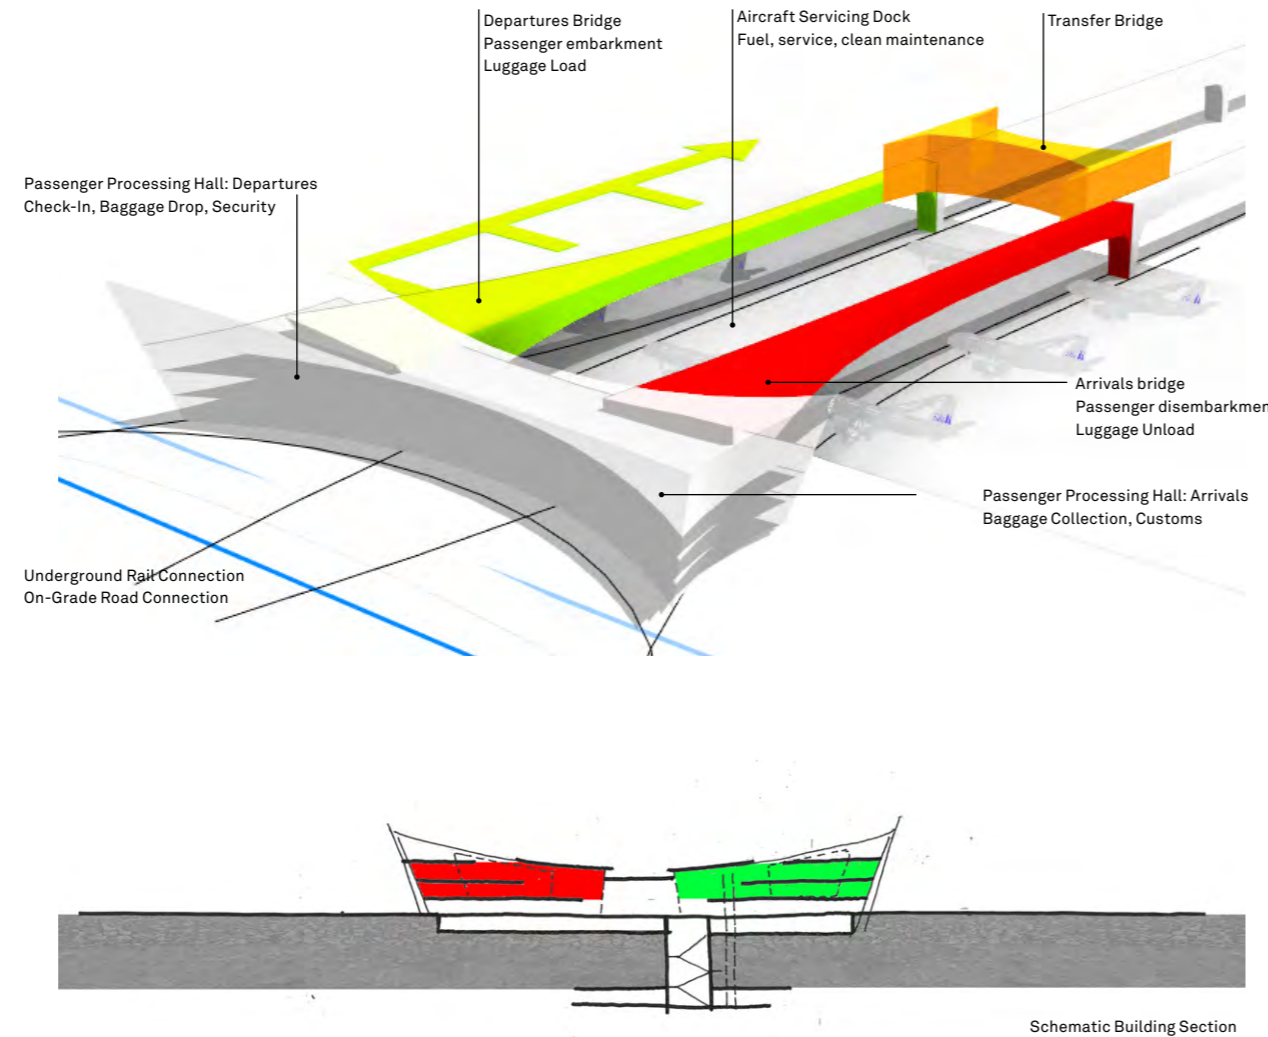 Departures Bridge
Passenger embarkment
Luggage Load
Aircraft Servicing Dock
Fuel, service, clean maintenance
Transfer Bridge
Passenger Processing Hall: Departures
Check-In, Baggage Drop, Security
Arrivals bridge
Passenger disembarkmen
Luggage Unload
Passenger Processing Hall: Arrivals
Baggage Collection, Customs
Underground Rail Connection
On-Grade Road Connection
Schematic Building Section